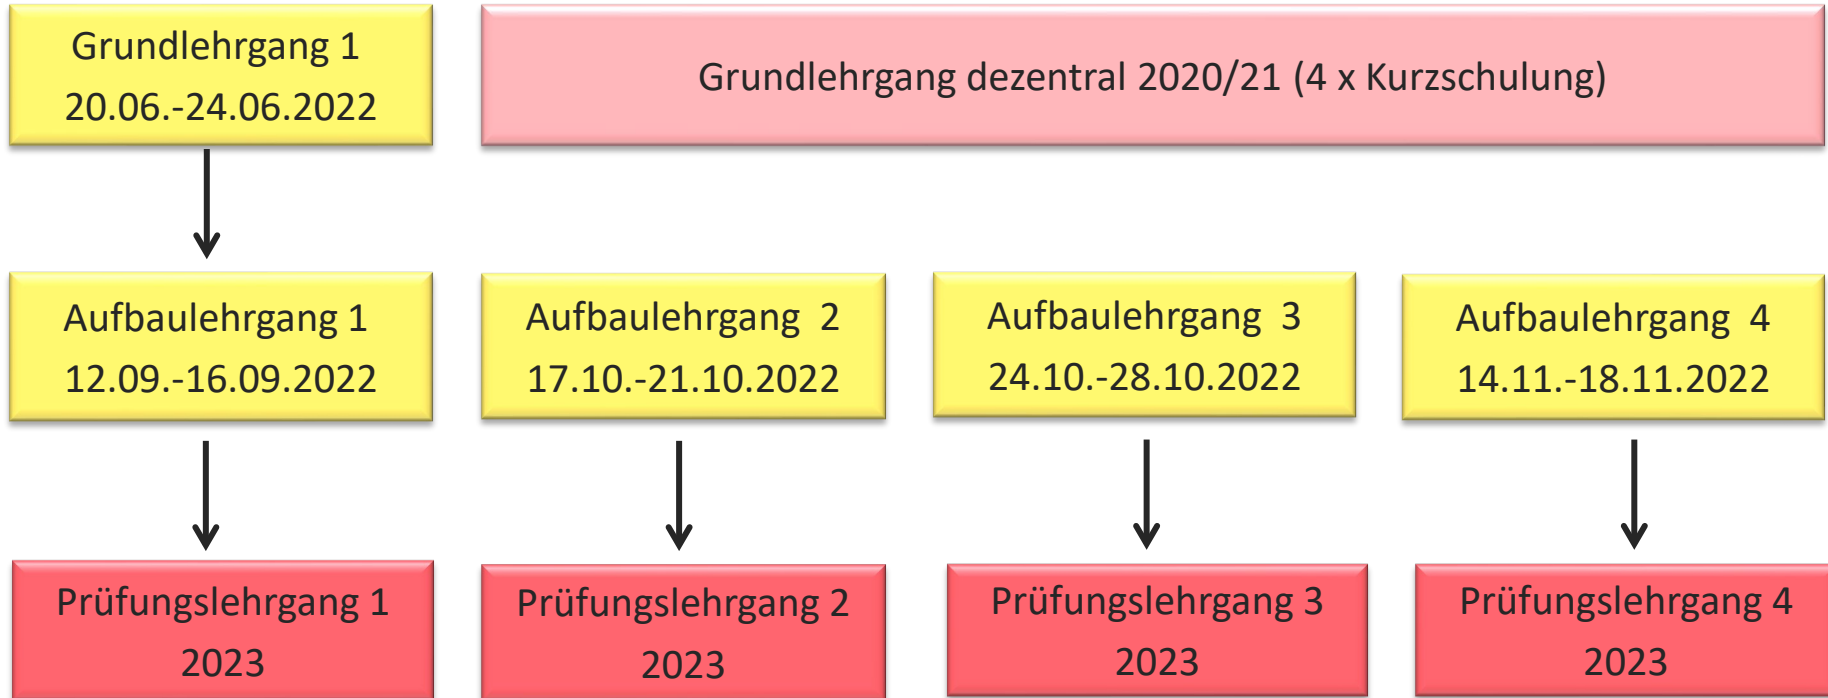 Grundlehrgang 1
20.06.-24.06.2022
Grundlehrgang dezentral 2020/21 (4 x Kurzschulung)
Aufbaulehrgang 1
12.09.-16.09.2022
Aufbaulehrgang  2
17.10.-21.10.2022
Aufbaulehrgang  3
24.10.-28.10.2022
Aufbaulehrgang  4
14.11.-18.11.2022
Prüfungslehrgang 1
2023
Prüfungslehrgang 2
2023
Prüfungslehrgang 3
2023
Prüfungslehrgang 4
2023